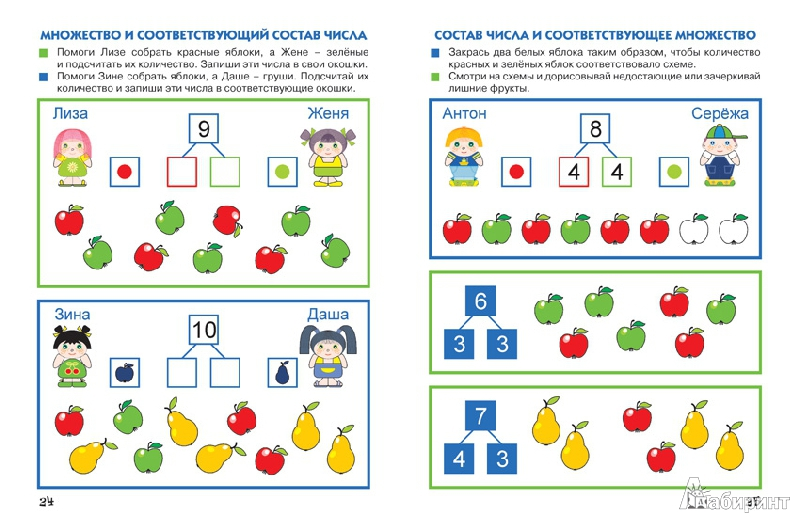 МНОЖЕСТВО И СООТВЕТСТВУЮЩИЙ СОСТАВ ЧИСЛА
Помоги Лизе собрать красные яблоки, а Жене – зелёные
и подсчитать их количество. Запиши эти числа в свои окошки.
Помоги Зине собрать яблоки, а Даше – груши. Подсчитай их
количество и запиши эти числа в соответствующие окошки.
Лиза
Женя
9
Зина
Даша
10
24
СОСТАВ ЧИСЛА И СООТВЕТСТВУЮЩЕЕ МНОЖЕСТВО
Закрась два белых яблока таким образом, чтобы количество
красных и зелёных яблок соответствовало схеме.
Смотри на схемы и дорисовывай недостающие или зачеркивай
лишние фрукты.
Антон
Серёжа
8
4 4
6
3 3
7
4 3
Лабиринт